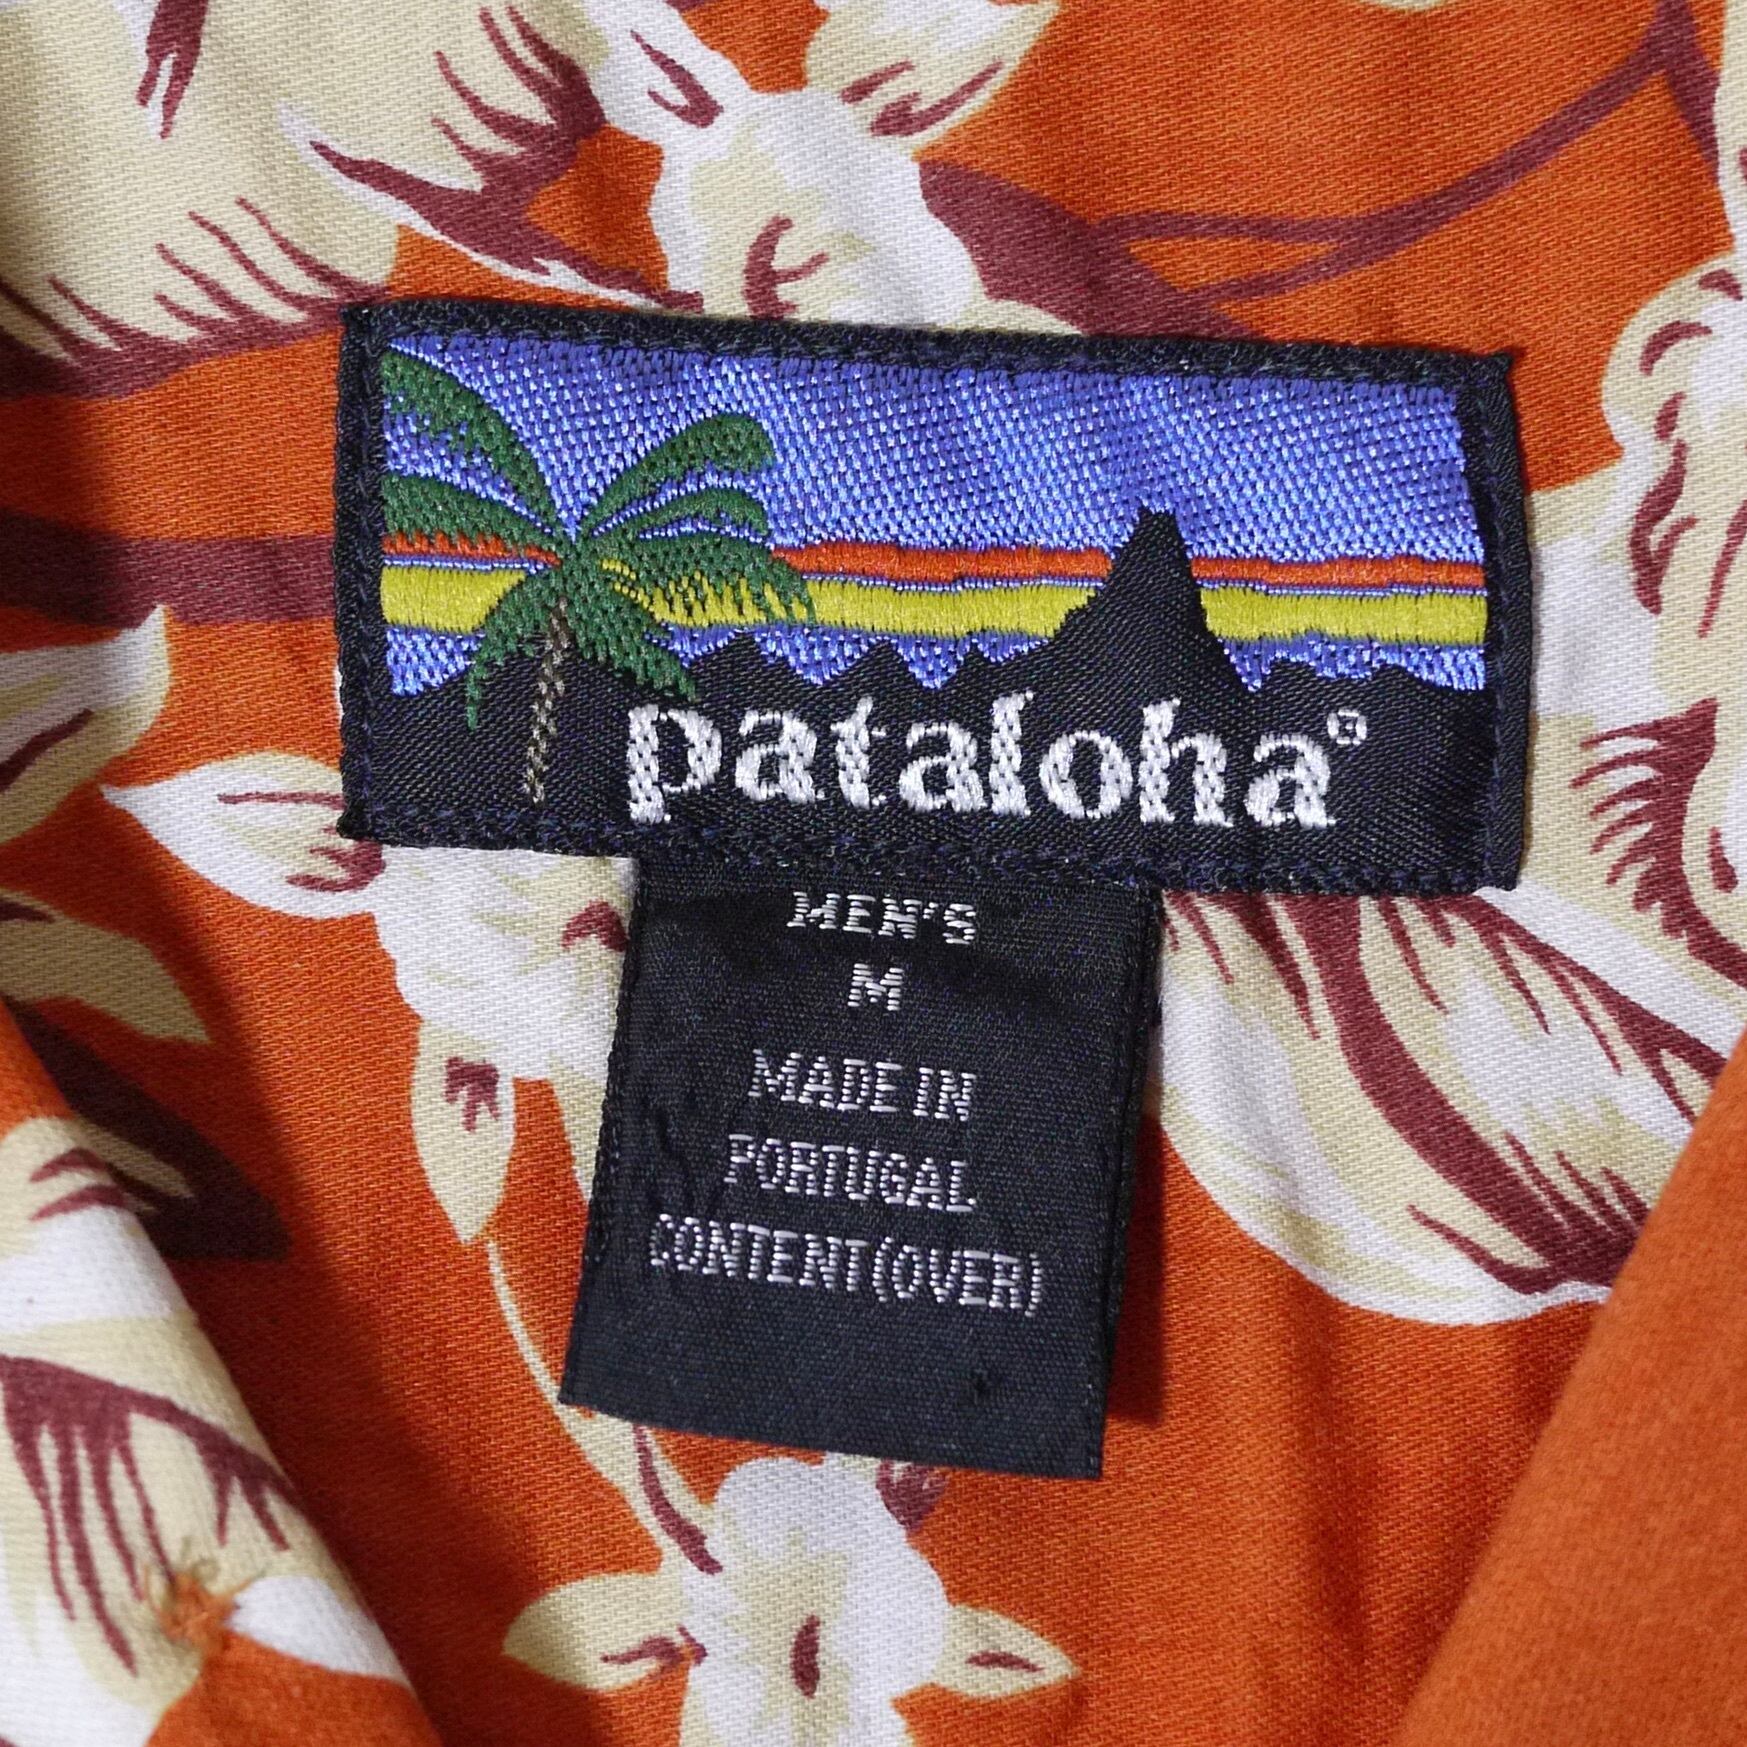 pataloha®
MEN'S
M
MADE IN
PORTUGAL
CONTENT (OVER)